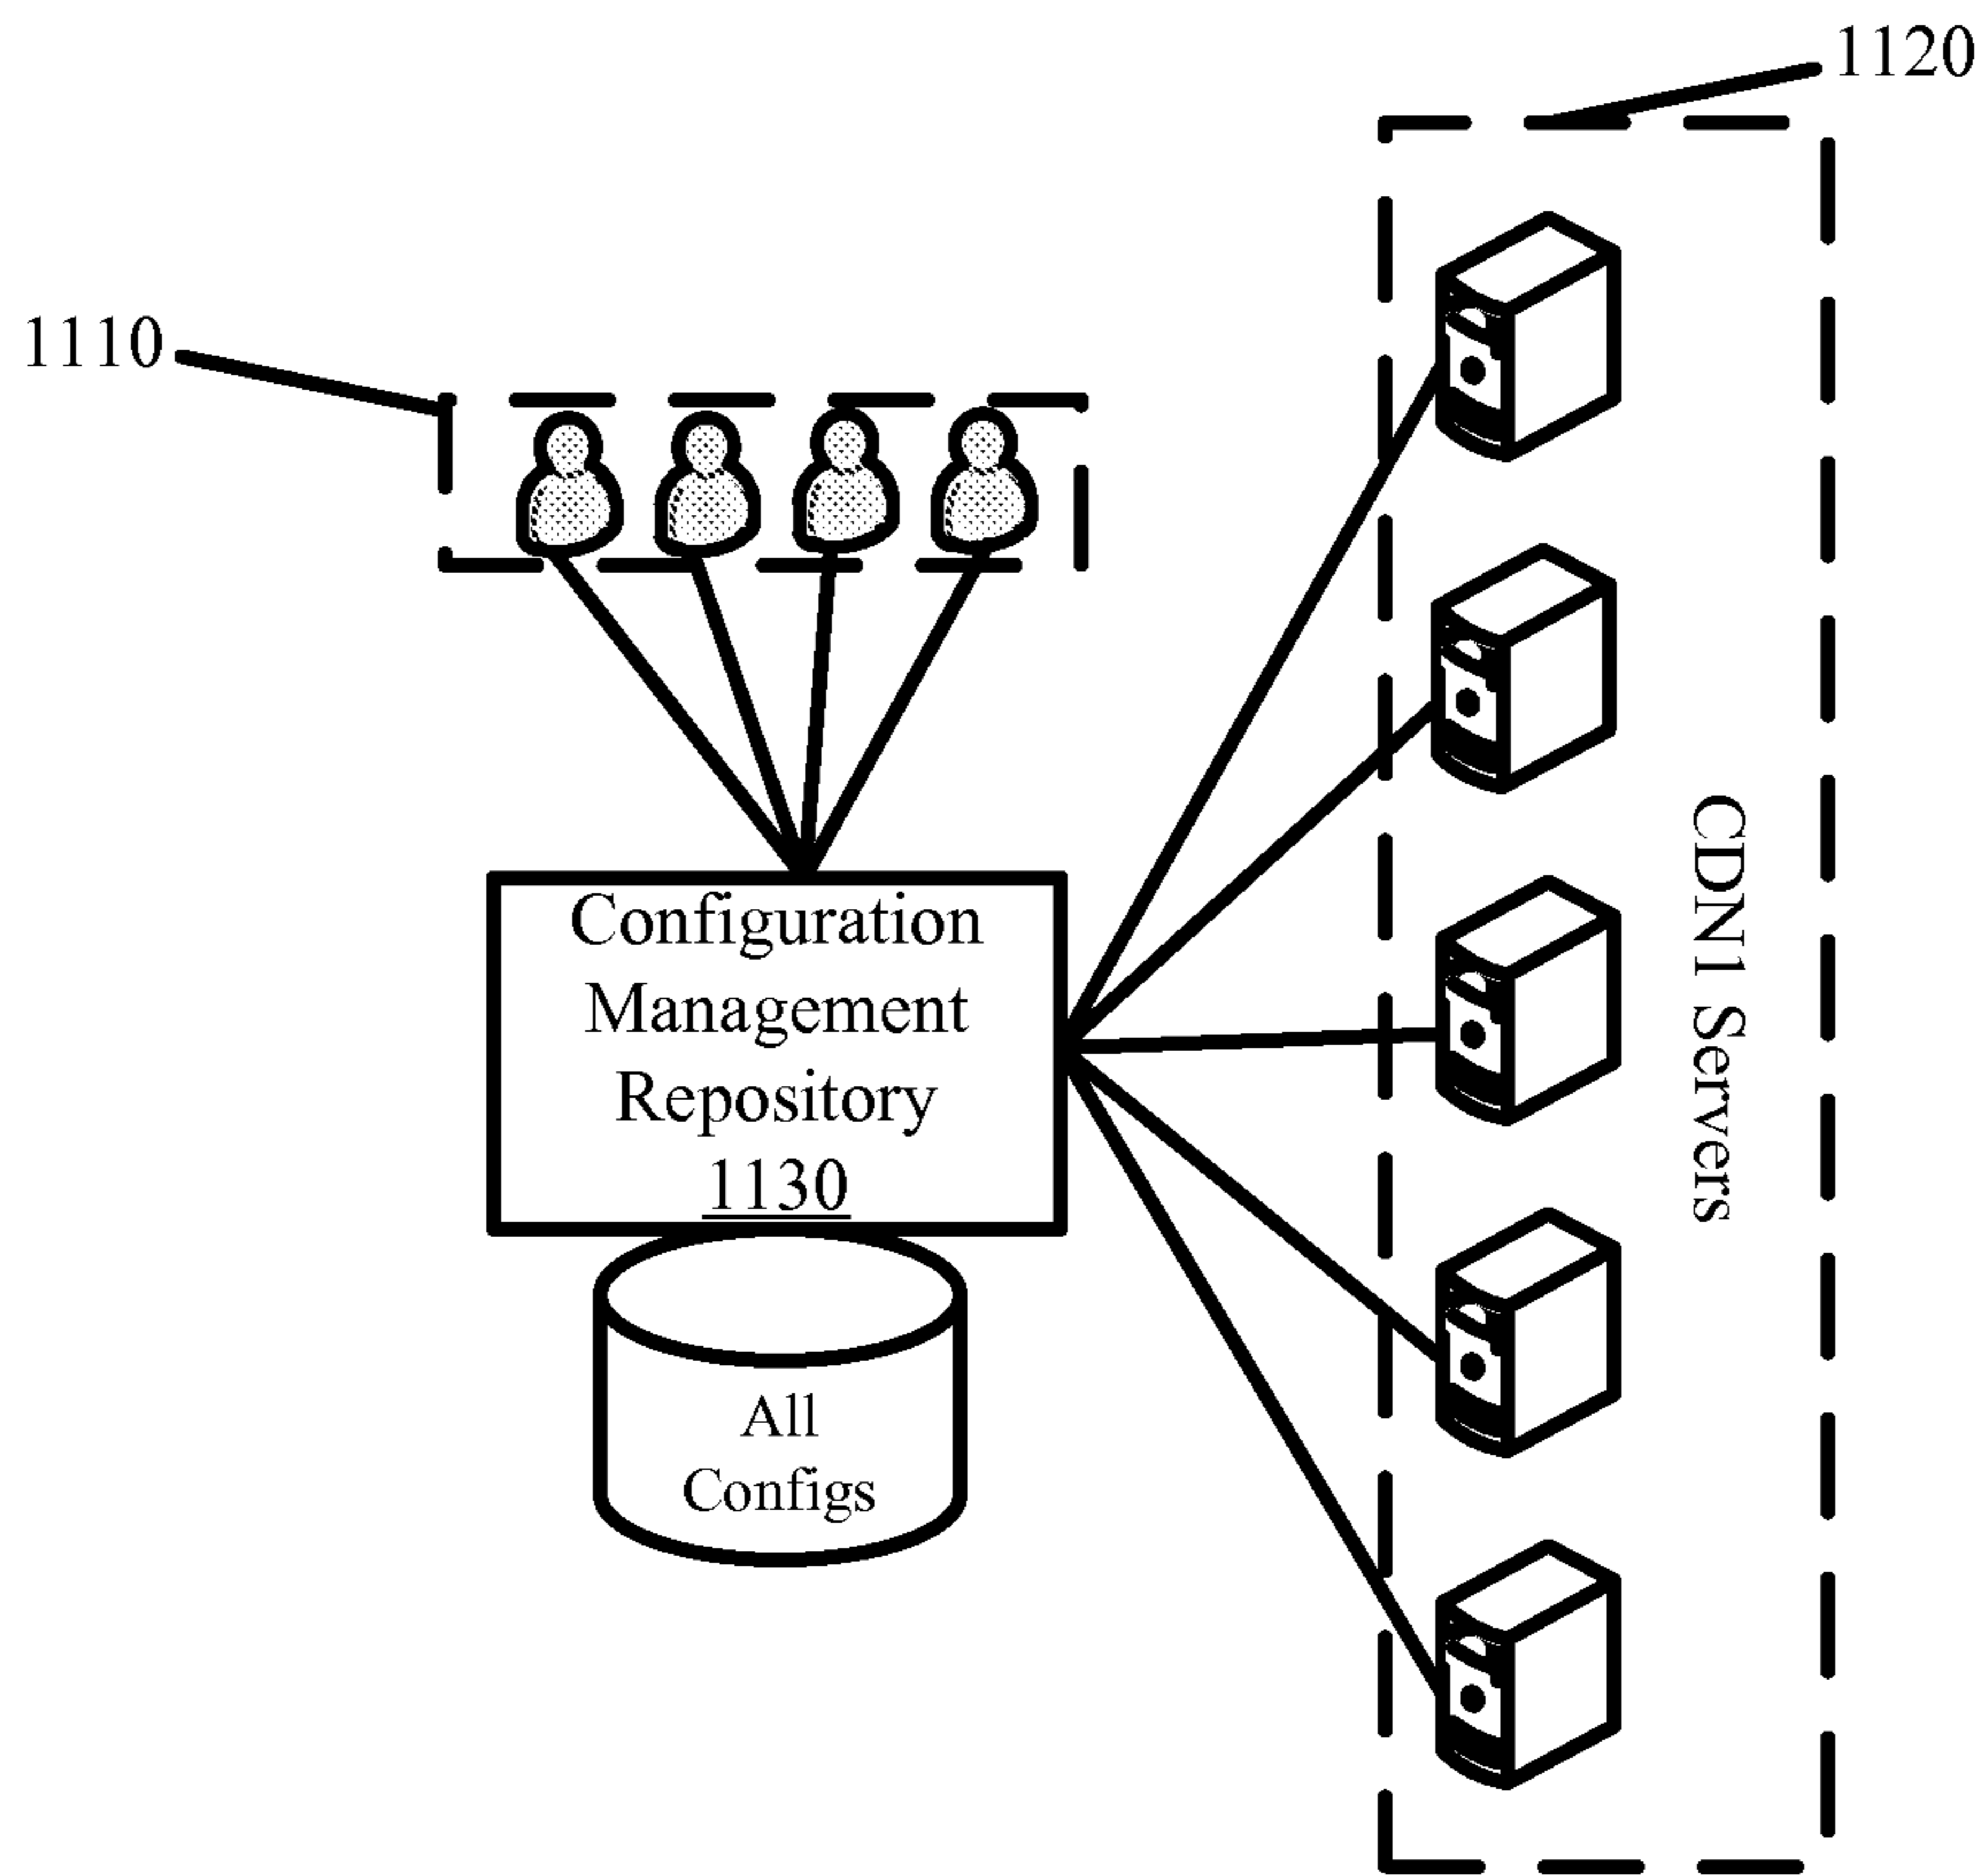 1120
1110
Configuration
Management
Repository
1130
All
Configs
CDN1 Servers